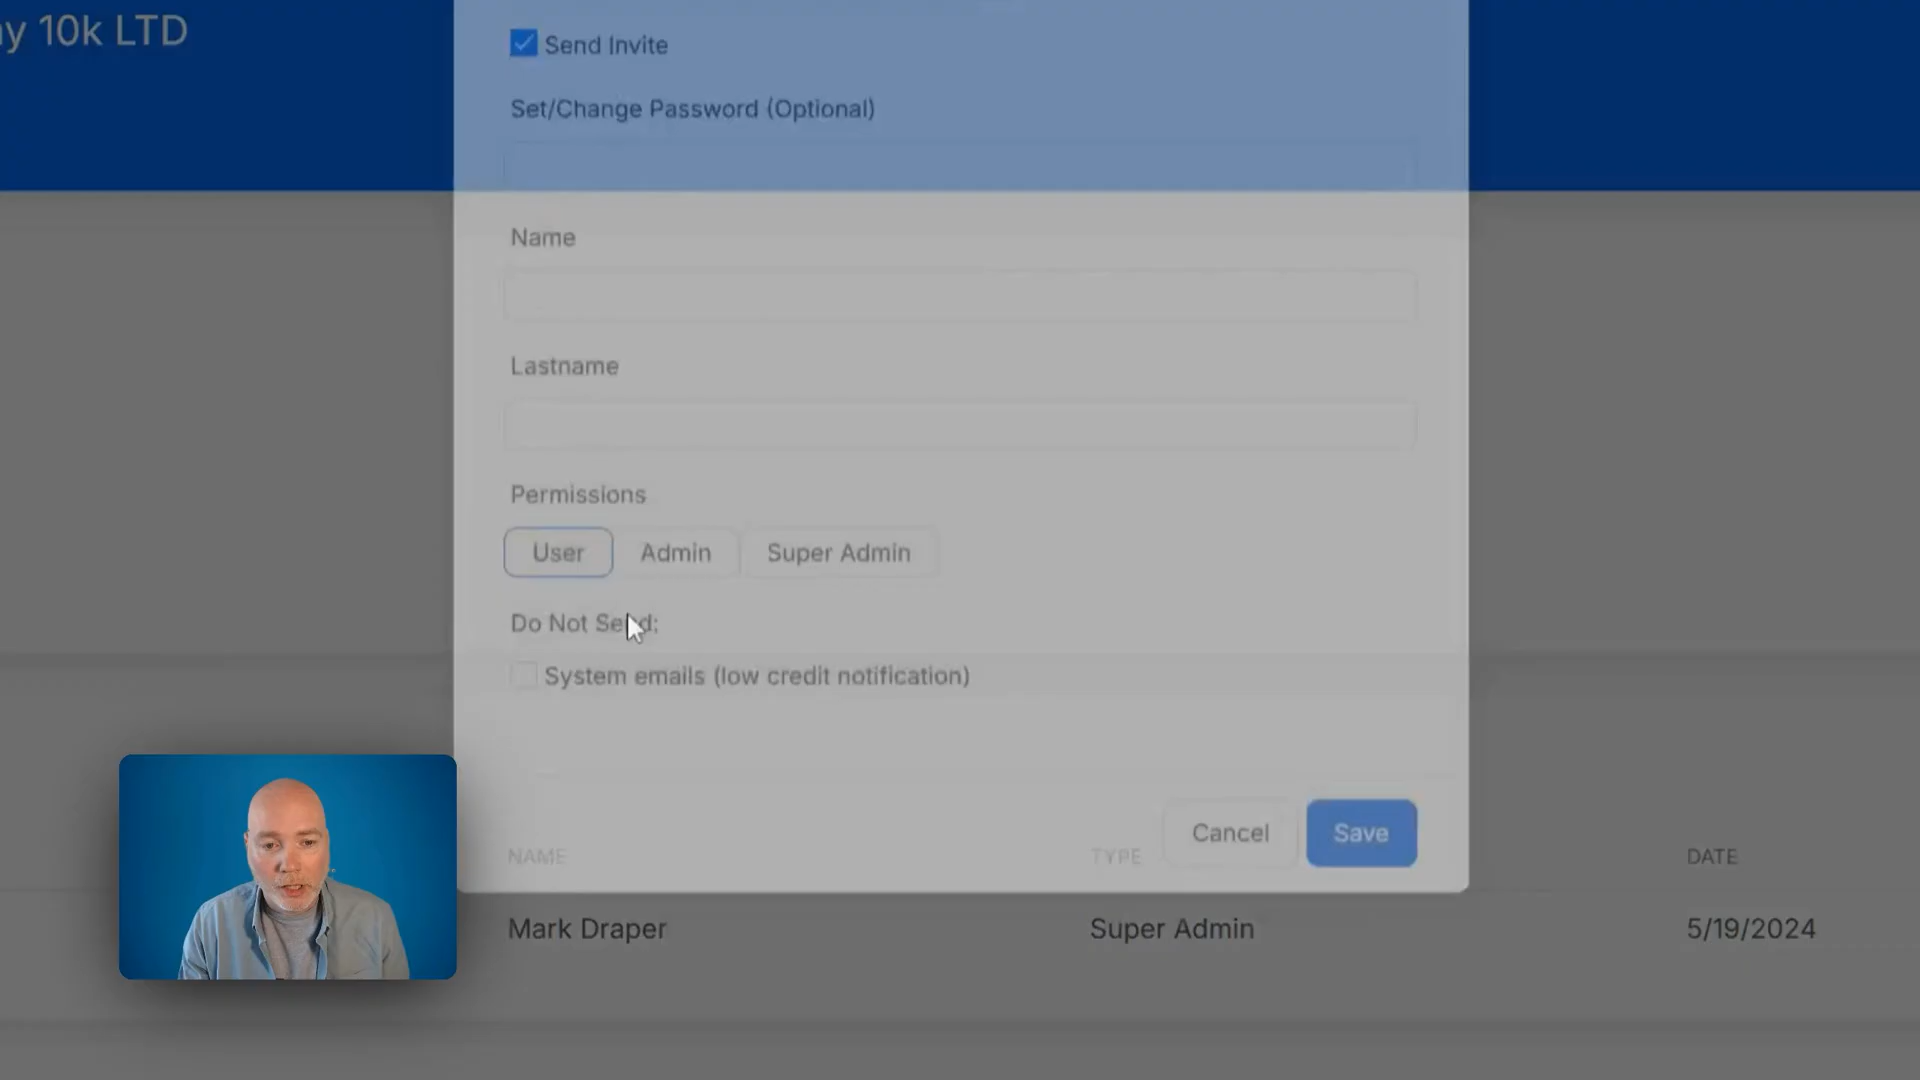 ay 10k LTD
Send Invite
Set/Change Password (Optional)
Name
Lastname
Permissions
User Admin Super Admin
Do Not Send:
System emails (low credit notification)
Cancel Save
NAME TYPE DATE
Mark Draper Super Admin 5/19/2024